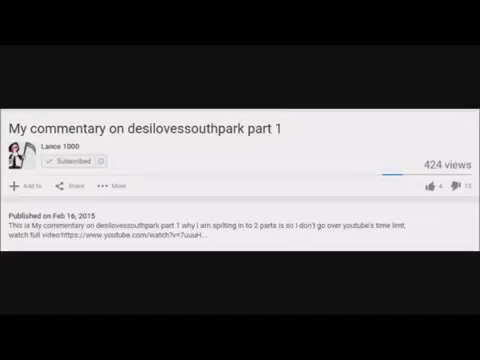 My commentary on desilovessouthpark part 1
Lance 1000
Subscribed
424 views
Add to Share More 4 13
Published on Feb 16, 2015
This is My commentary on desilovessouthpark part 1 why I aim spilting in to 2 parts is so I don't go over youtube's time limt,
watch full video:https://www.youtube.com/watch?v=7uuuH...